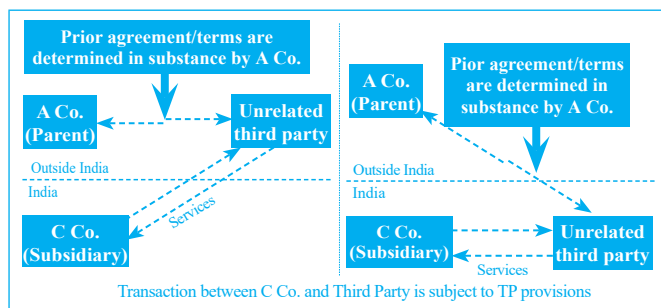 Prior agreement/terms are
determined in substance by A Co.
A Co.
(Parent)
Unrelated
third party
Outside India
India
Services
C Co.
(Subsidiary)
Pior agreement/terms
are determined in
substance by A Co.
A Co.
(Parent)
Outside India
India
C Co.
(Subsidiary)
Unrelated
third party
Services
Transaction between C Co. and Third Party is subject to TP provisions